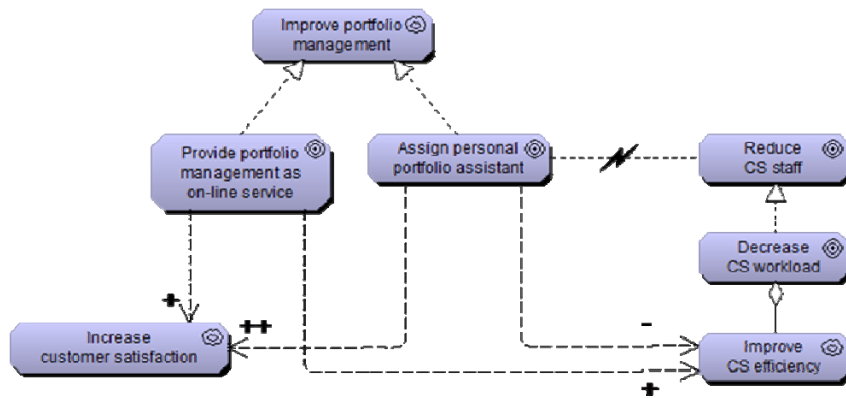 Improve portfolio
management
Provide portfolio
management as
on-line service
Assign personal
portfolio assistant
Reduce
CS staff
Decrease
CS workload
+
++
-
Increase
customer satisfaction
Improve
CS efficiency
+